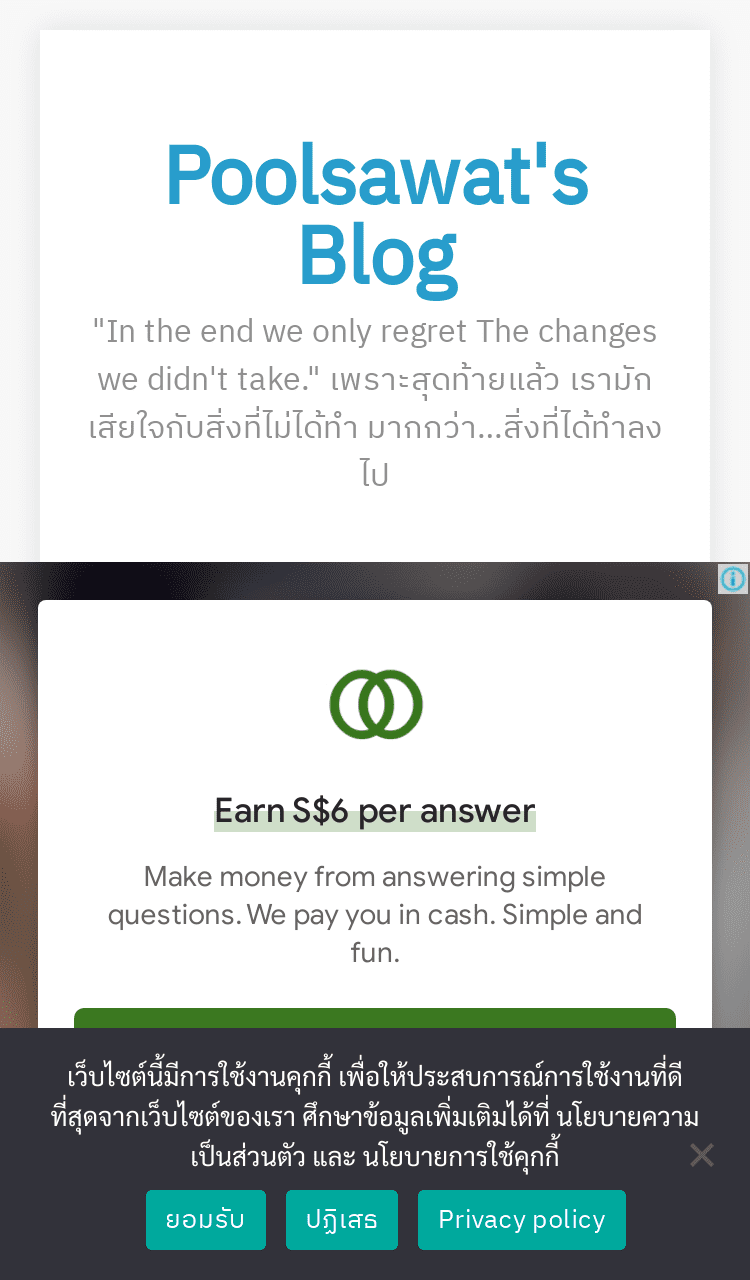 Poolsawat's
Blog
"In the end we only regret The changes
we didn't take." เพราะสุดท้ายแล้ว เรามัก
เสียใจกับสิ่งที่ไม่ได้ทำ มากกว่า...สิ่งที่ได้ทำลง
ไป
Earn S$6 per answer
Make money from answering simple
questions. We pay you in cash. Simple and
fun.
เว็บไซต์นี้มีการใช้งานคุกกี้ เพื่อให้ประสบการณ์การใช้งานที่ดี
ที่สุดจากเว็บไซต์ของเรา ศึกษาข้อมูลเพิ่มเติมได้ที่ นโยบายความ
เป็นส่วนตัว และ นโยบายการใช้คุกกี้
ยอมรับ ปฏิเสธ Privacy policy